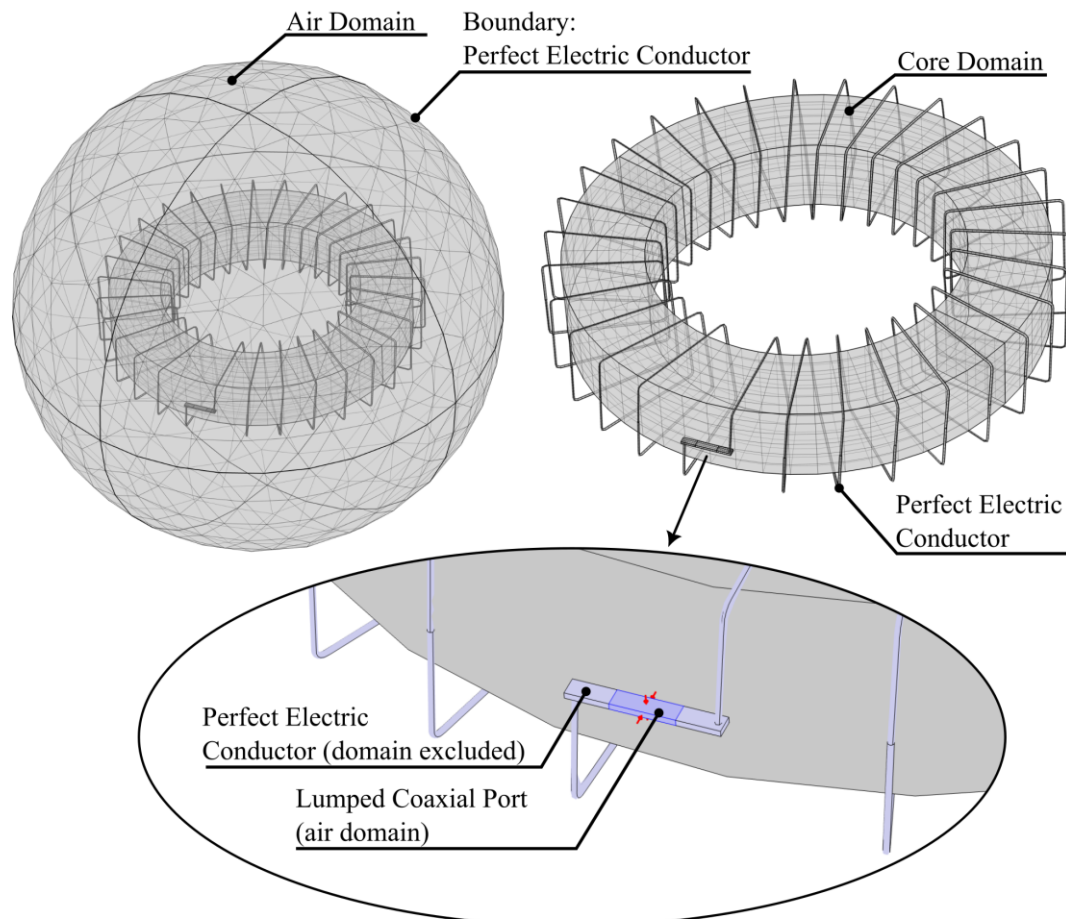 Air Domain
Boundary:
Perfect Electric Conductor
Core Domain
Perfect Electric
Conductor
Perfect Electric
Conductor (domain excluded)
Lumped Coaxial Port
(air domain)